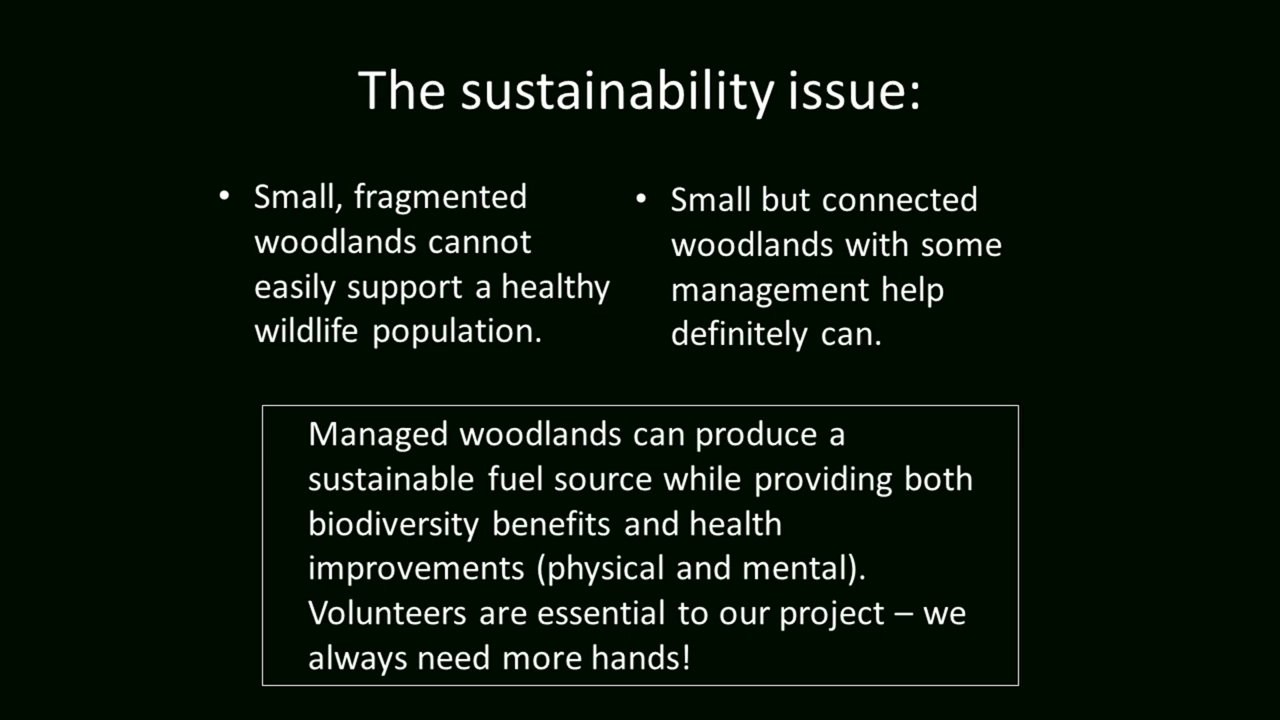 The sustainability issue:
• Small, fragmented
woodlands cannot
easily support a healthy
wildlife population.
• Small but connected
woodlands with some
management help
definitely can.
Managed woodlands can produce a
sustainable fuel source while providing both
biodiversity benefits and health
improvements (physical and mental).
Volunteers are essential to our project – we
always need more hands!